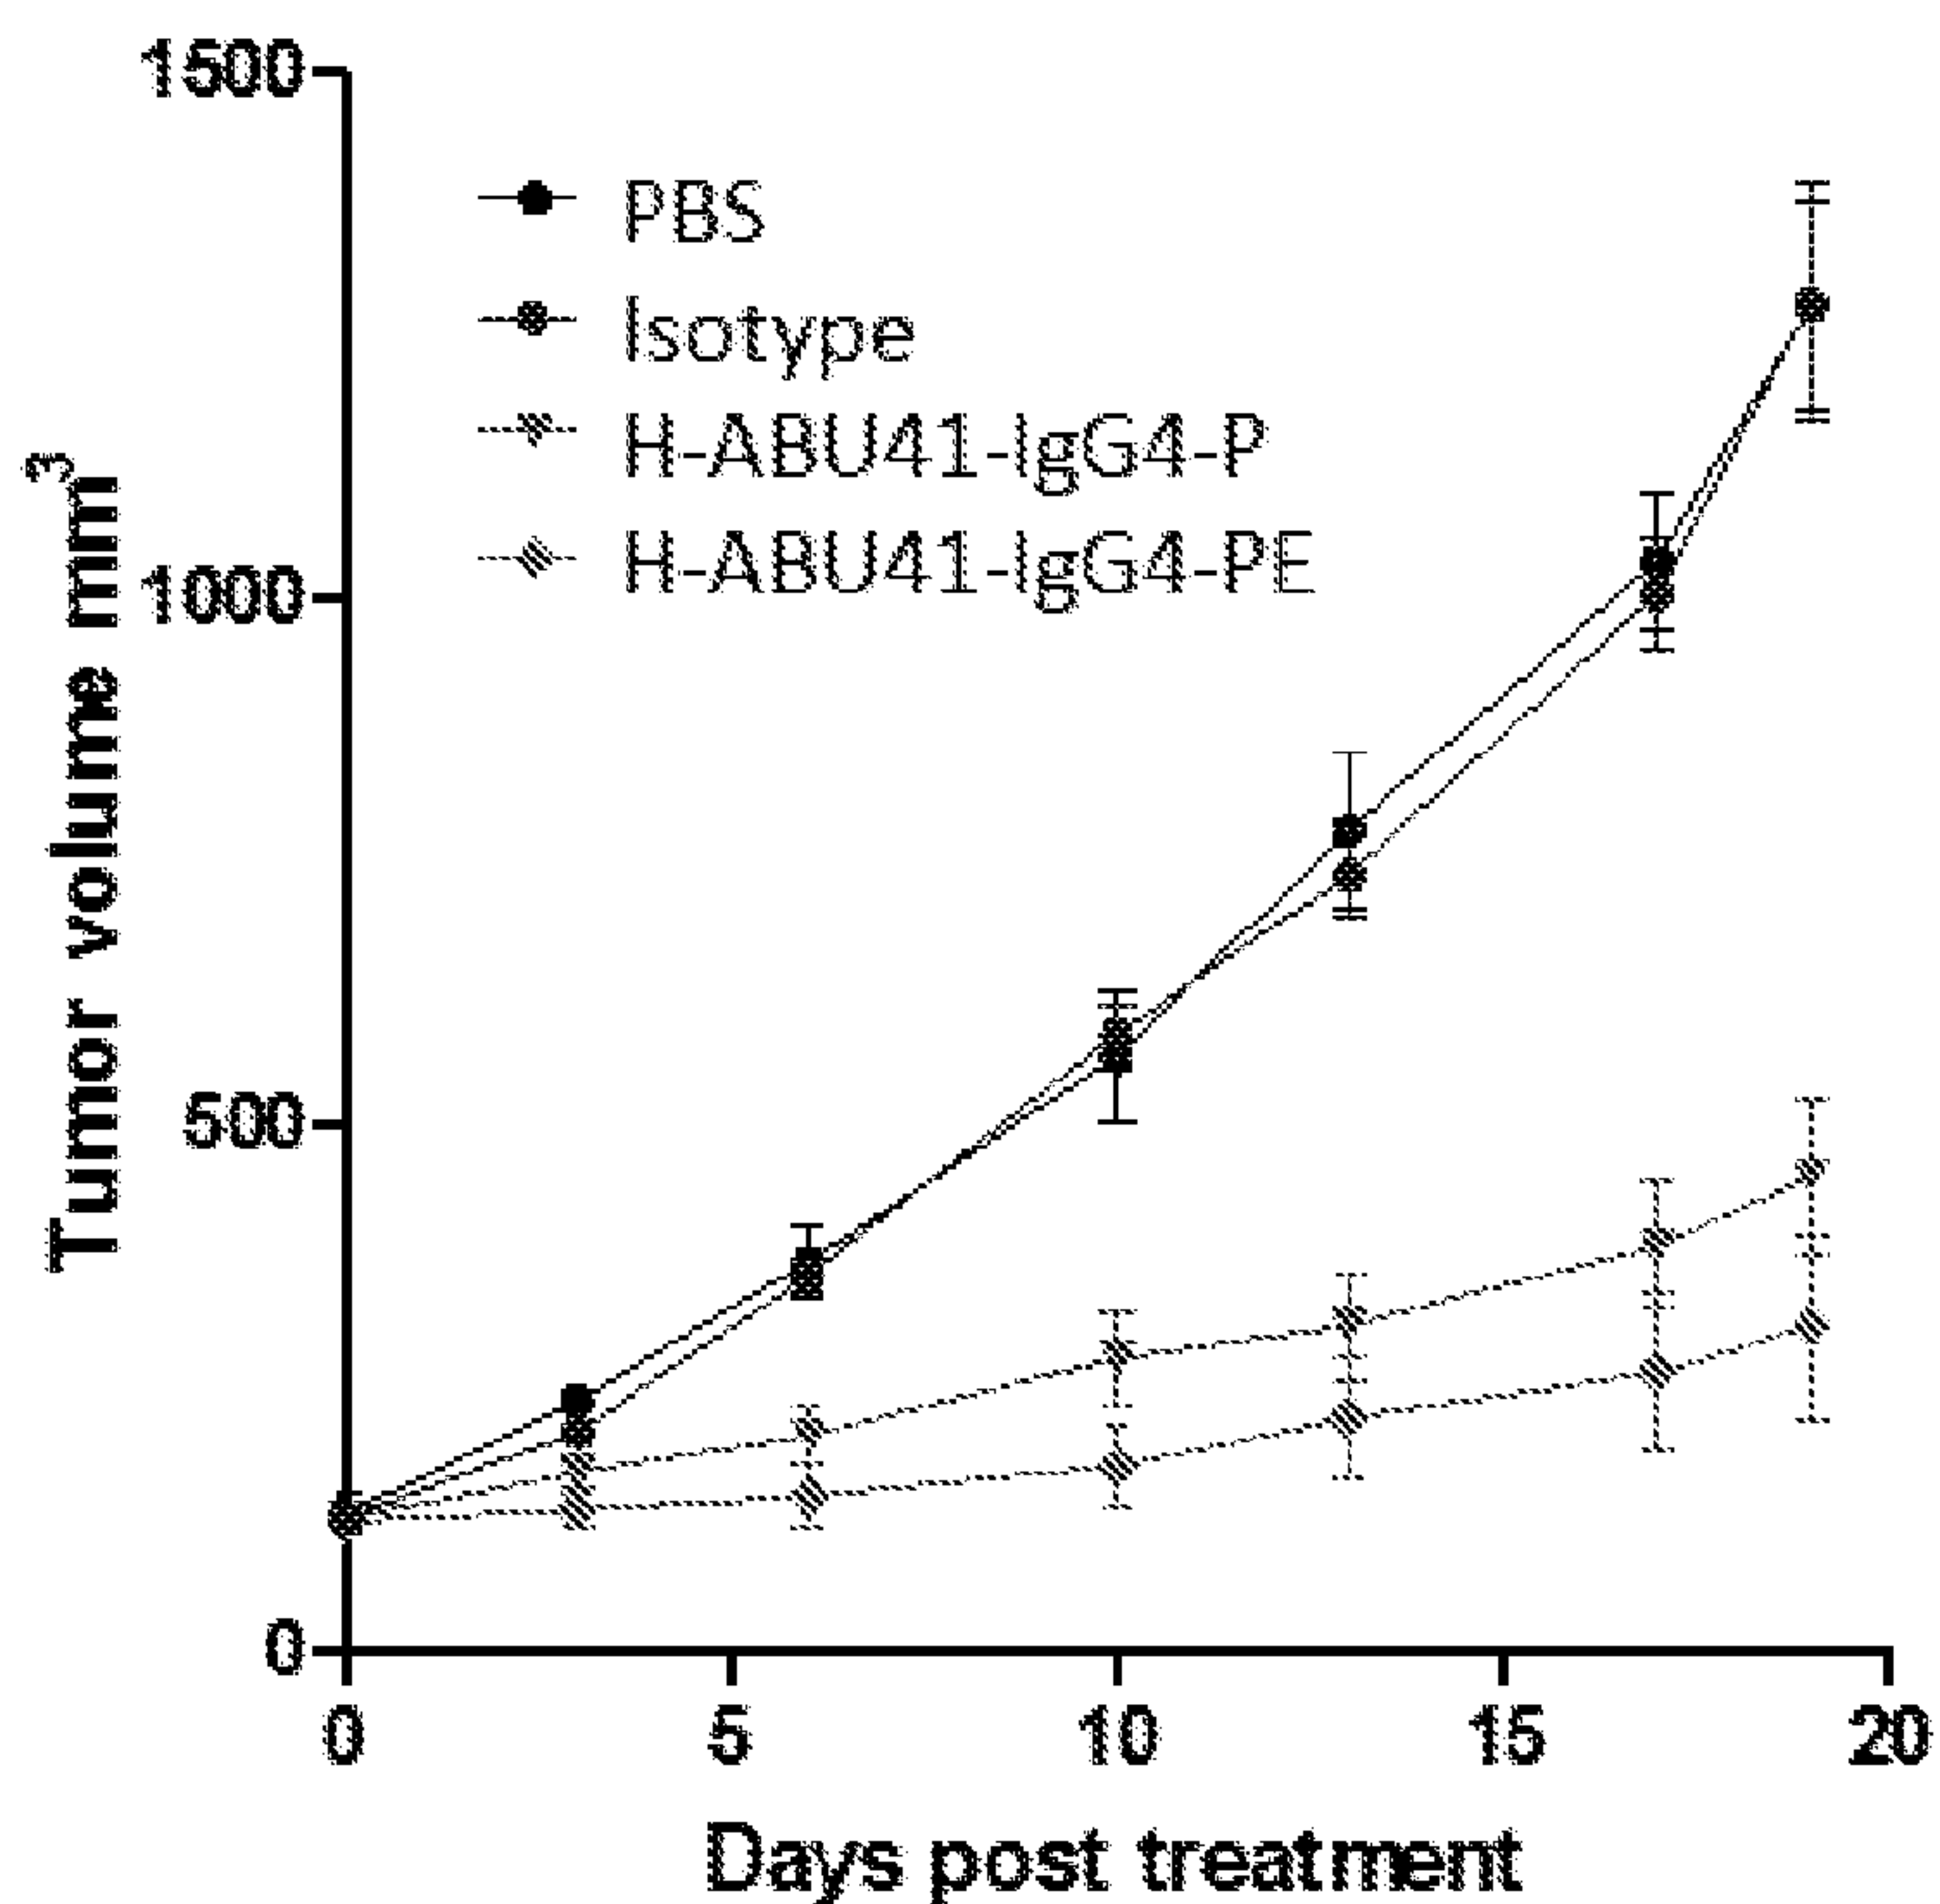 1500
PBS
Isotype
H-ABU41-IgG4-P
H-ABU41-IgG4-PE
1000
500
0
Tumor volume mm³
0 5 10 15 20
Days post treatment